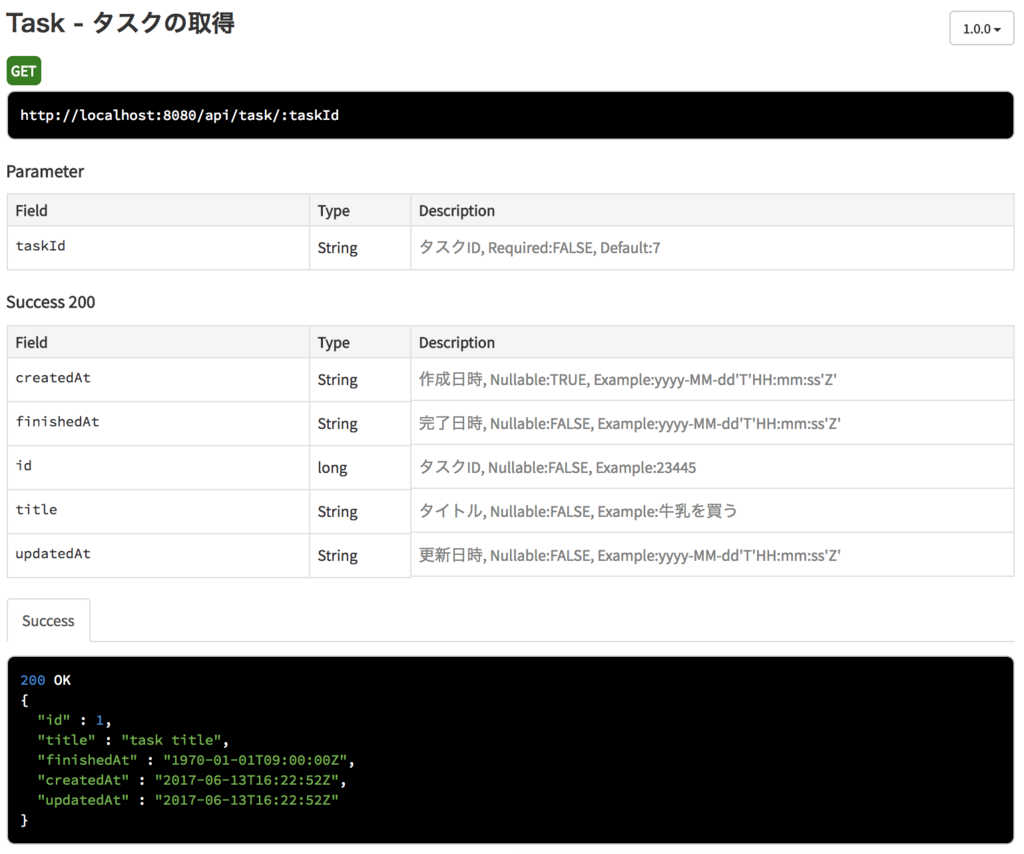 Task - タスクの取得
1.0.0
GET
http://localhost:8080/api/task/:taskId
Parameter
Field Type Description
taskId String タスクID, Required:FALSE, Default:7
Success 200
Field Type Description
createdAt String 作成日時, Nullable:TRUE, Example:yyyy-MM-dd'T'HH:mm:ss'Z'
finishedAt String 完了日時, Nullable:FALSE, Example:yyyy-MM-dd'T'HH:mm:ss'Z'
id long タスクID, Nullable:FALSE, Example:23445
title String タイトル, Nullable:FALSE, Example:牛乳を買う
updatedAt String 更新日時, Nullable:FALSE, Example:yyyy-MM-dd'T'HH:mm:ss'Z'
Success
200 OK
{
  "id" : 1,
  "title" : "task title",
  "finishedAt" : "1970-01-01T09:00:00Z",
  "createdAt" : "2017-06-13T16:22:52Z",
  "updatedAt" : "2017-06-13T16:22:52Z"
}